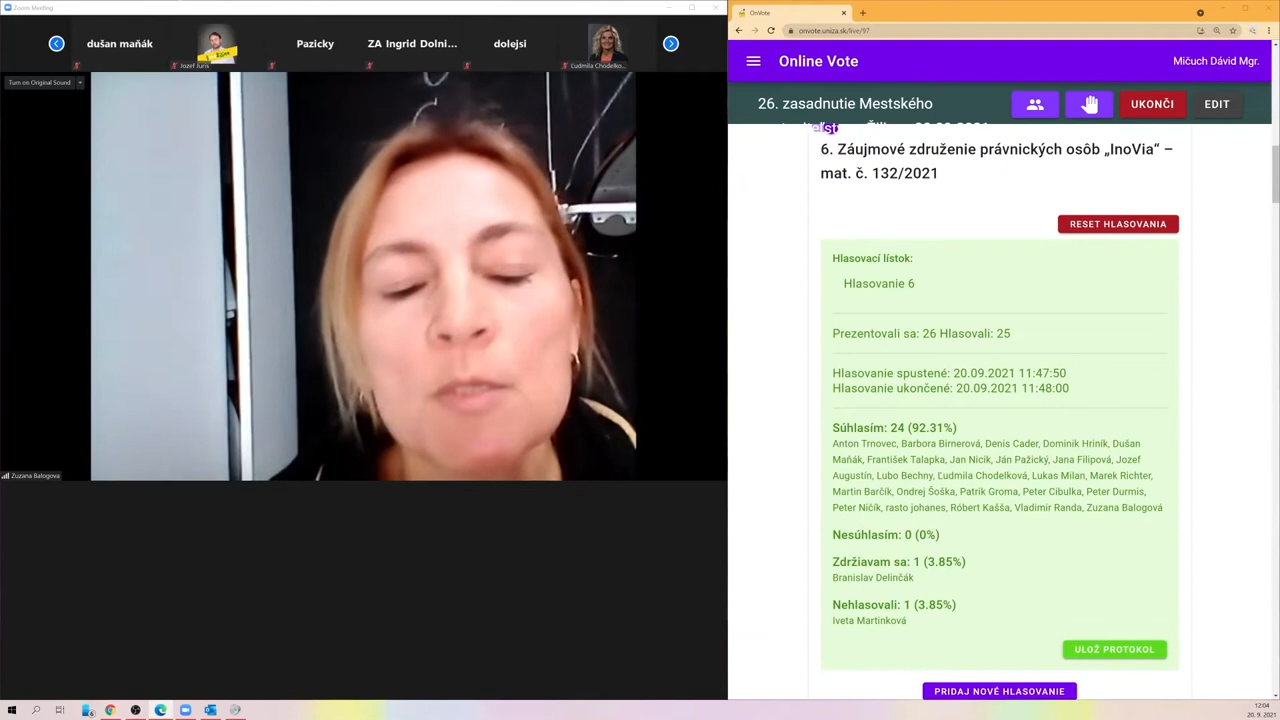 Zoom Meeting
dušan maňák
Pazicky
ZA Ingrid Dolni...
dolejsi
Jozef Juris
Ludmila Chodelko...
Turn on Original Sound
Zuzana Balogova
OnVote
onvote.uniza.sk/live/97
Online Vote
Mičuch Dávid Mgr.
26. zasadnutie Mestského
UKONČI
EDIT
6. Záujmové združenie právnických osôb „InoVia“ –
mat. č. 132/2021
RESET HLASOVANIA
Hlasovací lístok:
Hlasovanie 6
Prezentovali sa: 26 Hlasovali: 25
Hlasovanie spustené: 20.09.2021 11:47:50
Hlasovanie ukončené: 20.09.2021 11:48:00
Súhlasím: 24 (92.31%)
Anton Trnovec, Barbora Birnerová, Denis Cader, Dominik Hriník, Dušan
Maňák, František Talapka, Jan Nicik, Ján Pažický, Jana Filipová, Jozef
Augustín, Lubo Bechny, Ľudmila Chodelková, Lukas Milan, Marek Richter,
Martin Barčík, Ondrej Šoška, Patrik Groma, Peter Cibulka, Peter Durmis,
Peter Ničík, rasto johanes, Róbert Kašša, Vladimir Randa, Zuzana Balogová
Nesúhlasím: 0 (0%)
Zdržiavam sa: 1 (3.85%)
Branislav Delinčák
Nehlasovali: 1 (3.85%)
Iveta Martinková
ULOŽ PROTOKOL
PRIDAJ NOVÉ HLASOVANIE
12:04
20. 9. 2021